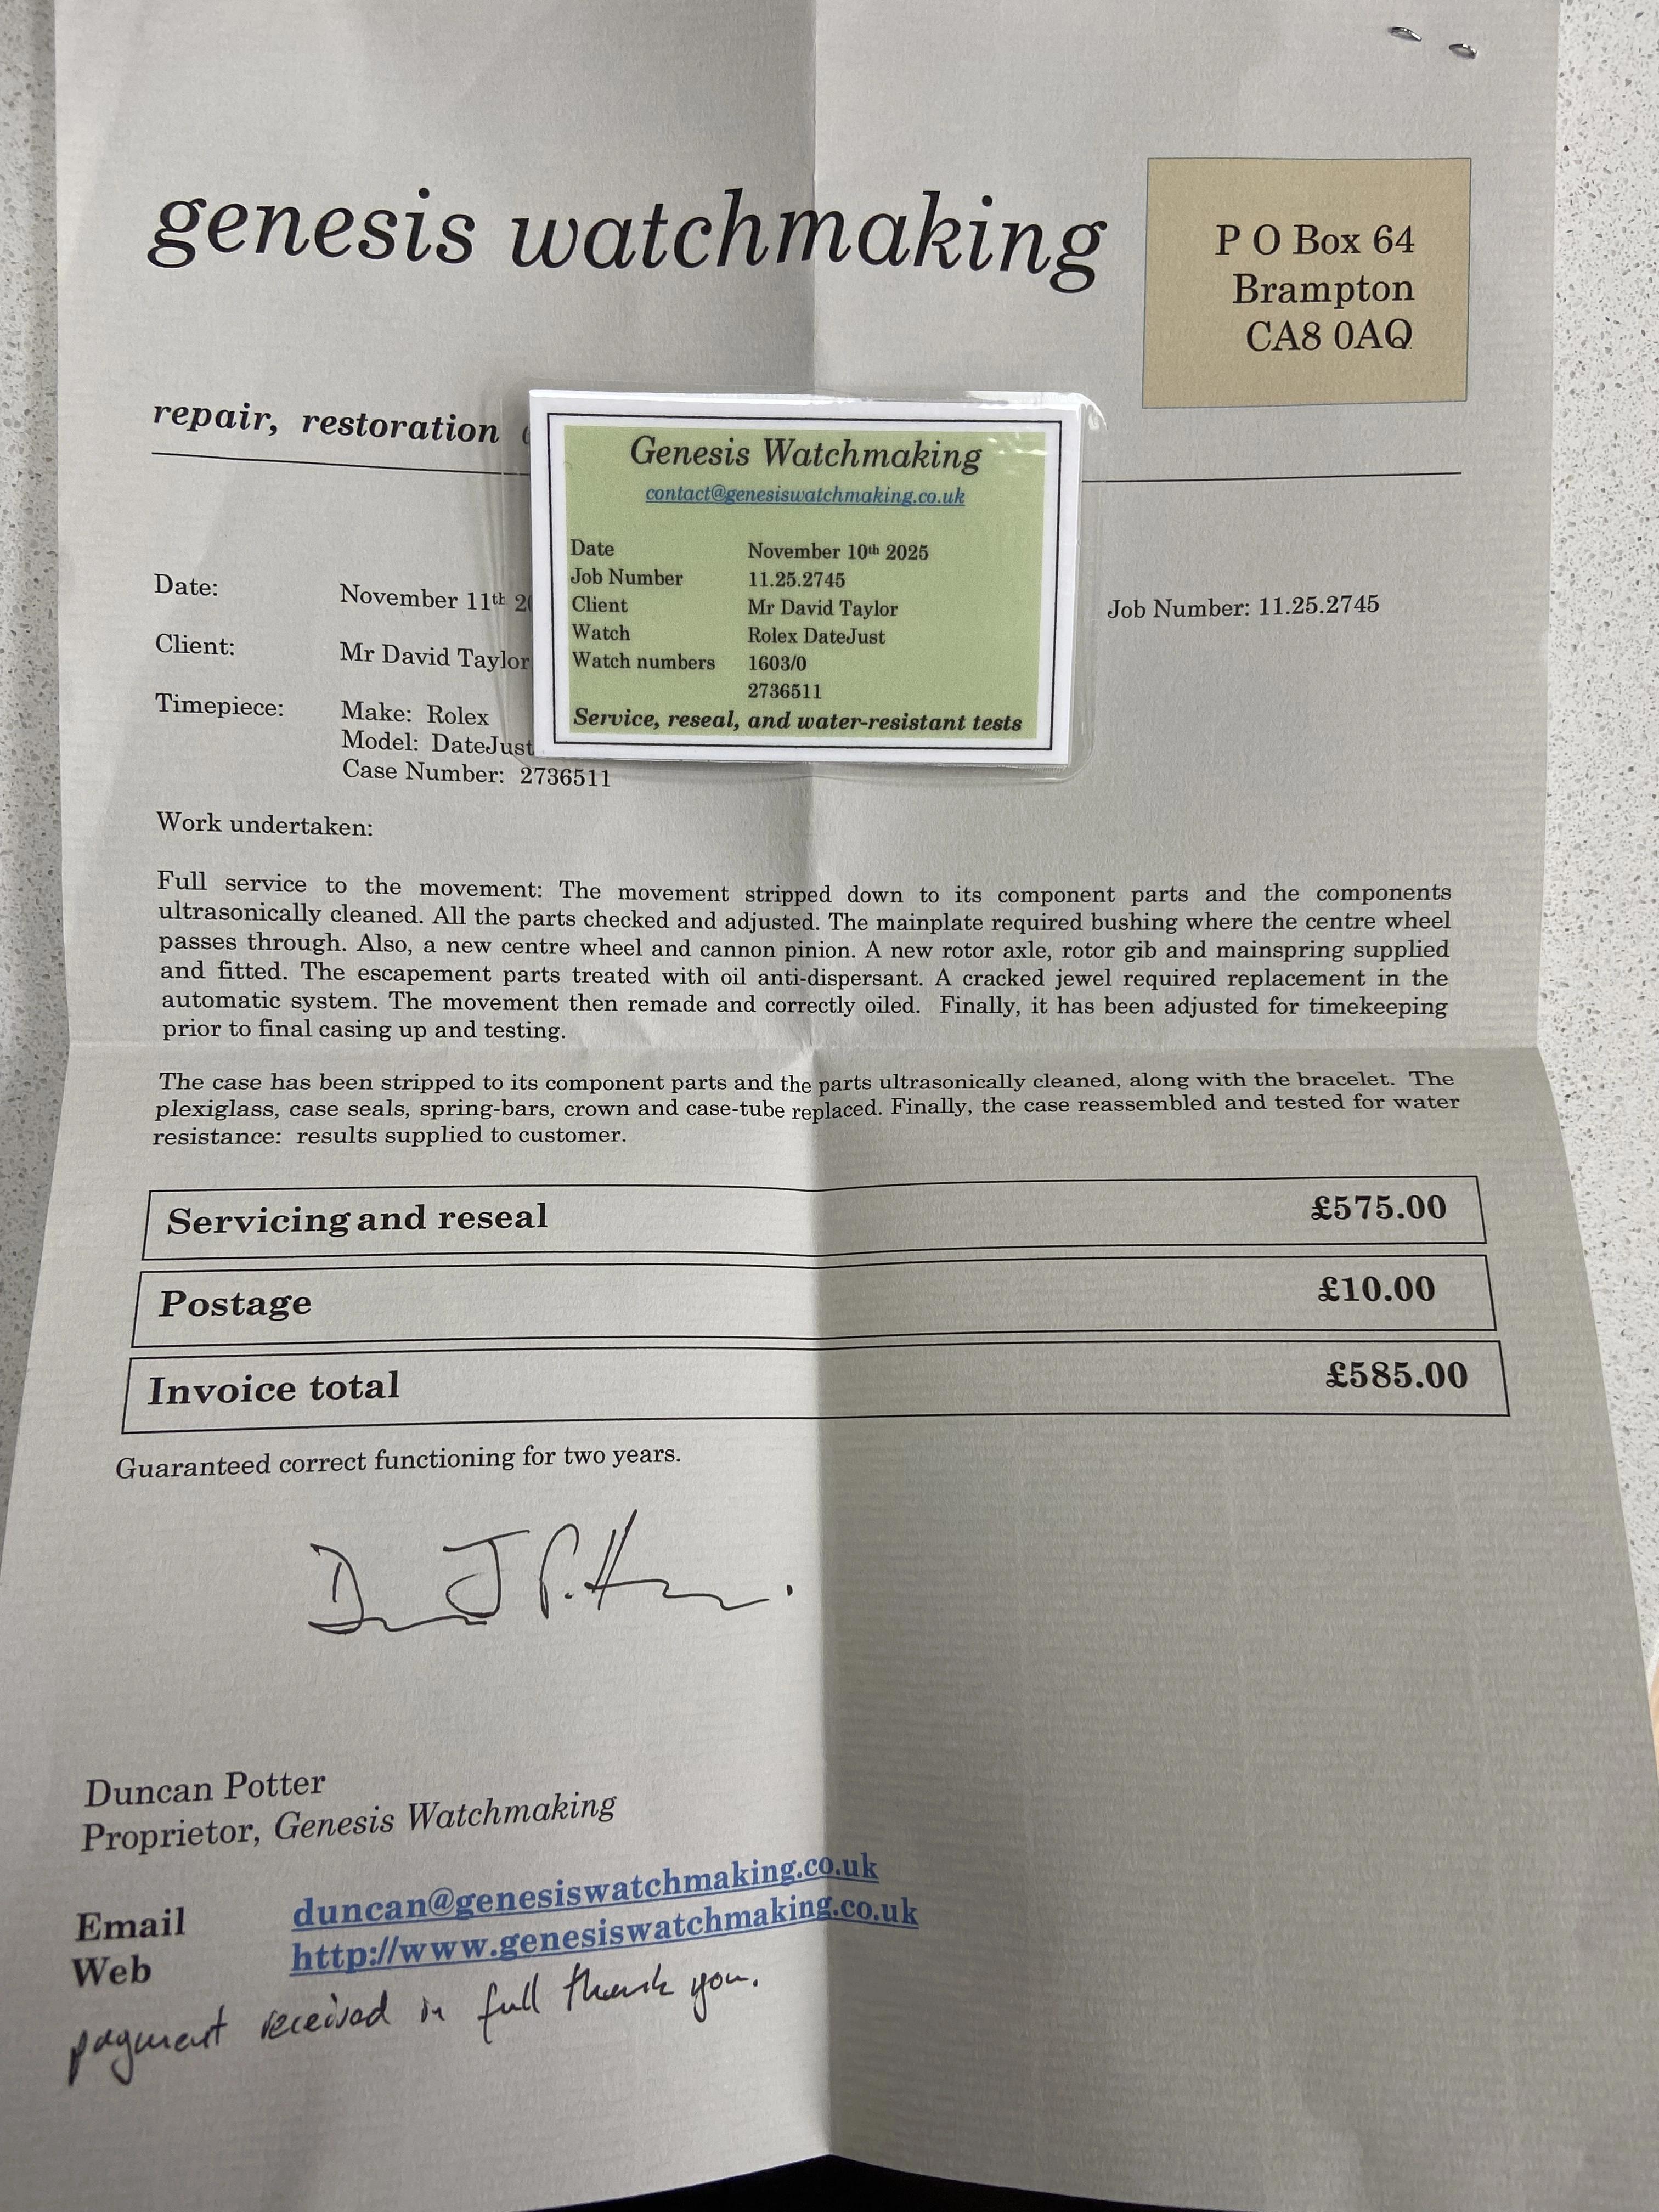 genesis watchmaking
P O Box 64
Brampton
CA8 0AQ
repair, restoration
Genesis Watchmaking
contact@genesiswatchmaking.co.uk
Date November 10th 2025
Job Number 11.25.2745
Client Mr David Taylor
Watch Rolex DateJust
Watch numbers 1603/0
2736511
Service, reseal, and water-resistant tests
Date: November 11th
Job Number: 11.25.2745
Client: Mr David Taylor
Timepiece: Make: Rolex
Model: DateJust
Case Number: 2736511
Work undertaken:
Full service to the movement: The movement stripped down to its component parts and the components
ultrasonically cleaned. All the parts checked and adjusted. The mainplate required bushing where the centre wheel
passes through. Also, a new centre wheel and cannon pinion. A new rotor axle, rotor gib and mainspring supplied
and fitted. The escapement parts treated with oil anti-dispersant. A cracked jewel required replacement in the
automatic system. The movement then remade and correctly oiled. Finally, it has been adjusted for timekeeping
prior to final casing up and testing.
The case has been stripped to its component parts and the parts ultrasonically cleaned, along with the bracelet. The
plexiglass, case seals, spring-bars, crown and case-tube replaced. Finally, the case reassembled and tested for water
resistance: results supplied to customer.
Servicing and reseal £575.00
Postage £10.00
Invoice total £585.00
Guaranteed correct functioning for two years.
Duncan Potter
Proprietor, Genesis Watchmaking
Email duncan@genesiswatchmaking.co.uk
Web http://www.genesiswatchmaking.co.uk
payment received in full thank you.